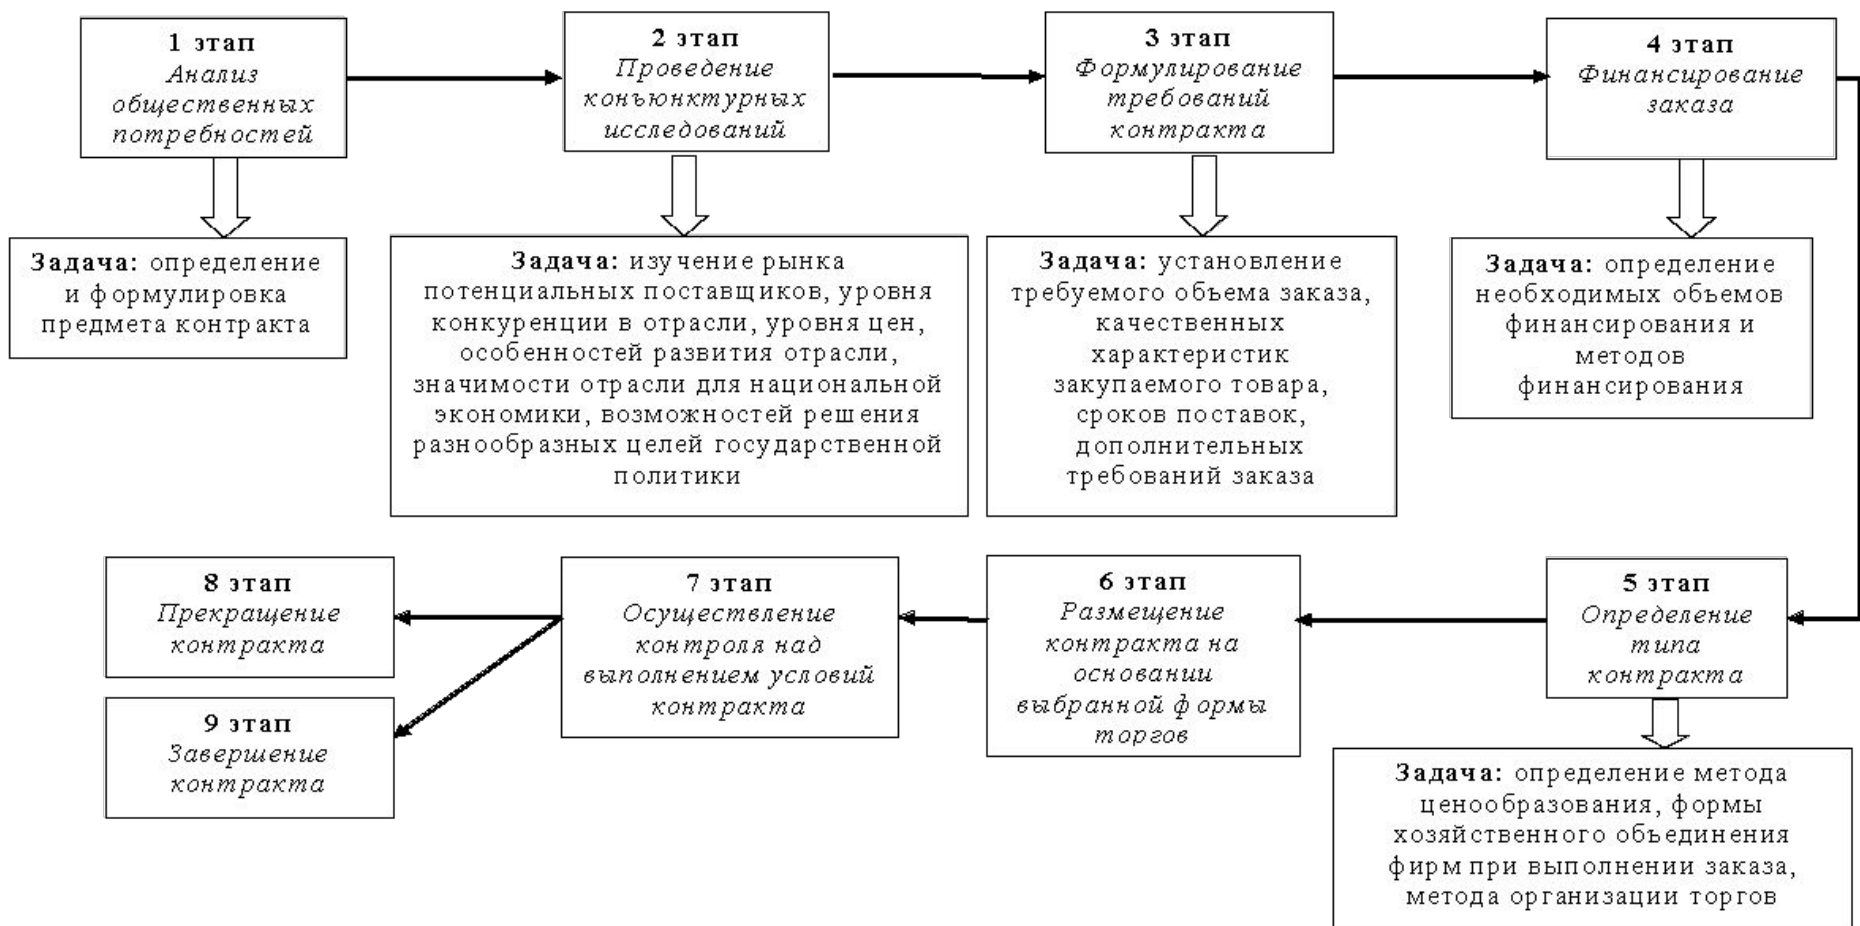 1 этап
Анализ
общественных
потребностей
2 этап
Проведение
конъюнктурных
исследований
3 этап
Формулирование
требований
контракта
4 этап
Финансирование
заказа
Задача: определение
и формулировка
предмета контракта
Задача: изучение рынка
потенциальных поставщиков, уровня
конкуренции в отрасли, уровня цен,
особенностей развития отрасли,
значимости отрасли для национальной
экономики, возможностей решения
разнообразных целей государственной
политики
Задача: установление
требуемого объема заказа,
качественных
характеристик
закупаемого товара,
сроков поставок,
дополнительных
требований заказа
Задача: определение
необходимых объемов
финансирования и
методов
финансирования
5 этап
Определение
типа
контракта
Задача: определение метода
ценообразования, формы
хозяйственного объединения
фирм при выполнении заказа,
метода организации торгов
6 этап
Размещение
контракта на
основании
выбранной формы
торгов
7 этап
Осуществление
контроля над
выполнением условий
контракта
8 этап
Прекращение
контракта
9 этап
Завершение
контракта